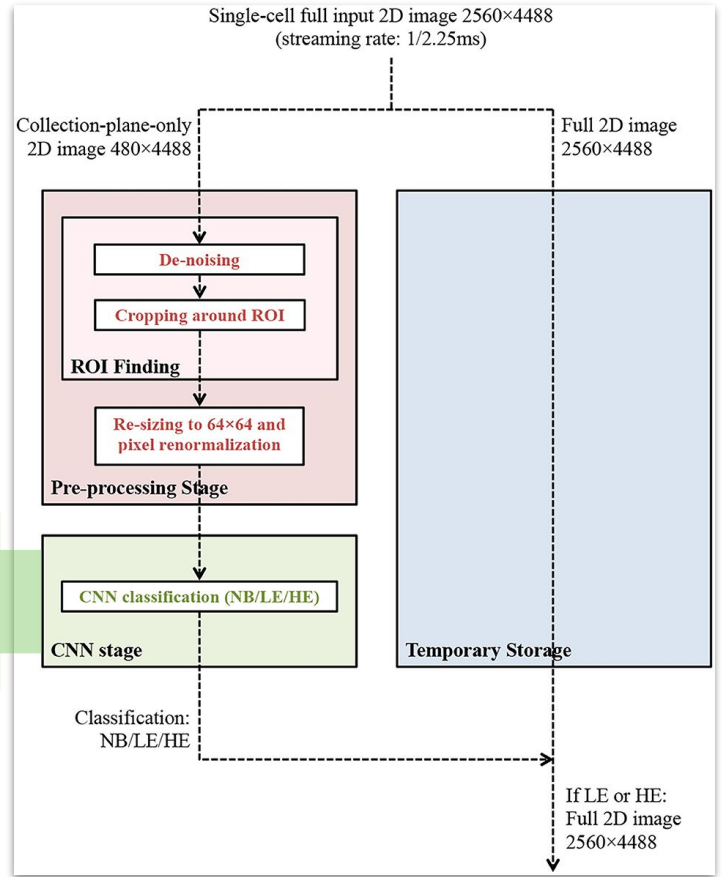 Single-cell full input 2D image 2560×4488
(streaming rate: 1/2.25ms)
Collection-plane-only
2D image 480×4488
Full 2D image
2560×4488
De-noising
Cropping around ROI
ROI Finding
Re-sizing to 64×64 and
pixel renormalization
Pre-processing Stage
CNN classification (NB/LE/HE)
CNN stage
Temporary Storage
Classification:
NB/LE/HE
If LE or HE:
Full 2D image
2560×4488